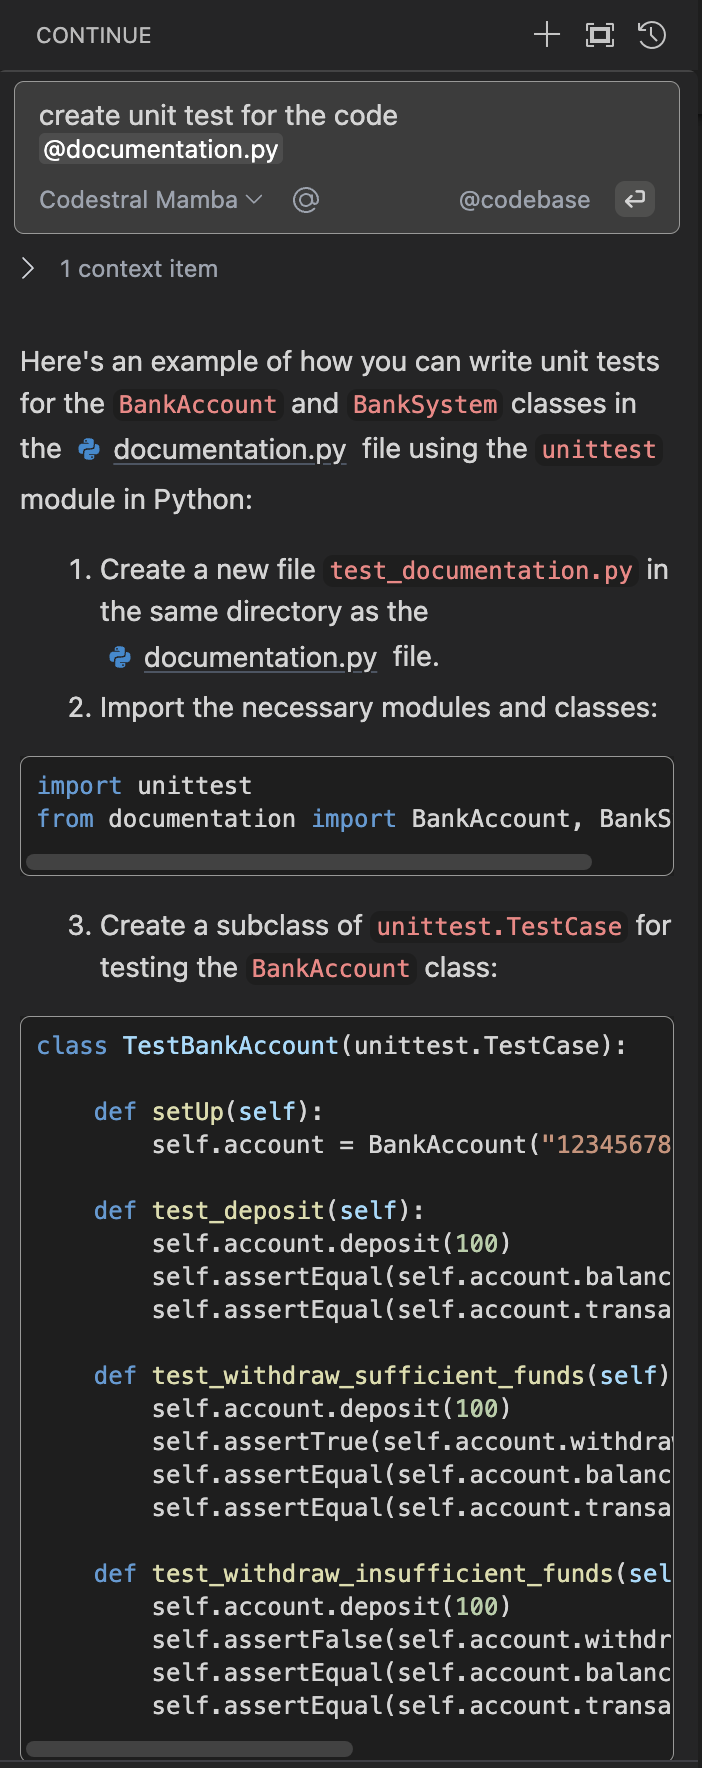 CONTINUE
create unit test for the code
@documentation.py
Codestral Mamba @codebase
1 context item
Here's an example of how you can write unit tests
for the BankAccount and BankSystem classes in
the documentation.py file using the unittest
module in Python:
1. Create a new file test_documentation.py in
the same directory as the
documentation.py file.
2. Import the necessary modules and classes:
import unittest
from documentation import BankAccount, BankS
3. Create a subclass of unittest.TestCase for
testing the BankAccount class:
class TestBankAccount(unittest.TestCase):
def setUp(self):
self.account = BankAccount("12345678
def test_deposit(self):
self.account.deposit(100)
self.assertEqual(self.account.balanc
self.assertEqual(self.account.transa
def test_withdraw_sufficient_funds(self)
self.account.deposit(100)
self.assertTrue(self.account.withdraw
self.assertEqual(self.account.balanc
self.assertEqual(self.account.transa
def test_withdraw_insufficient_funds(sel
self.account.deposit(100)
self.assertFalse(self.account.withdr
self.assertEqual(self.account.balanc
self.assertEqual(self.account.transa